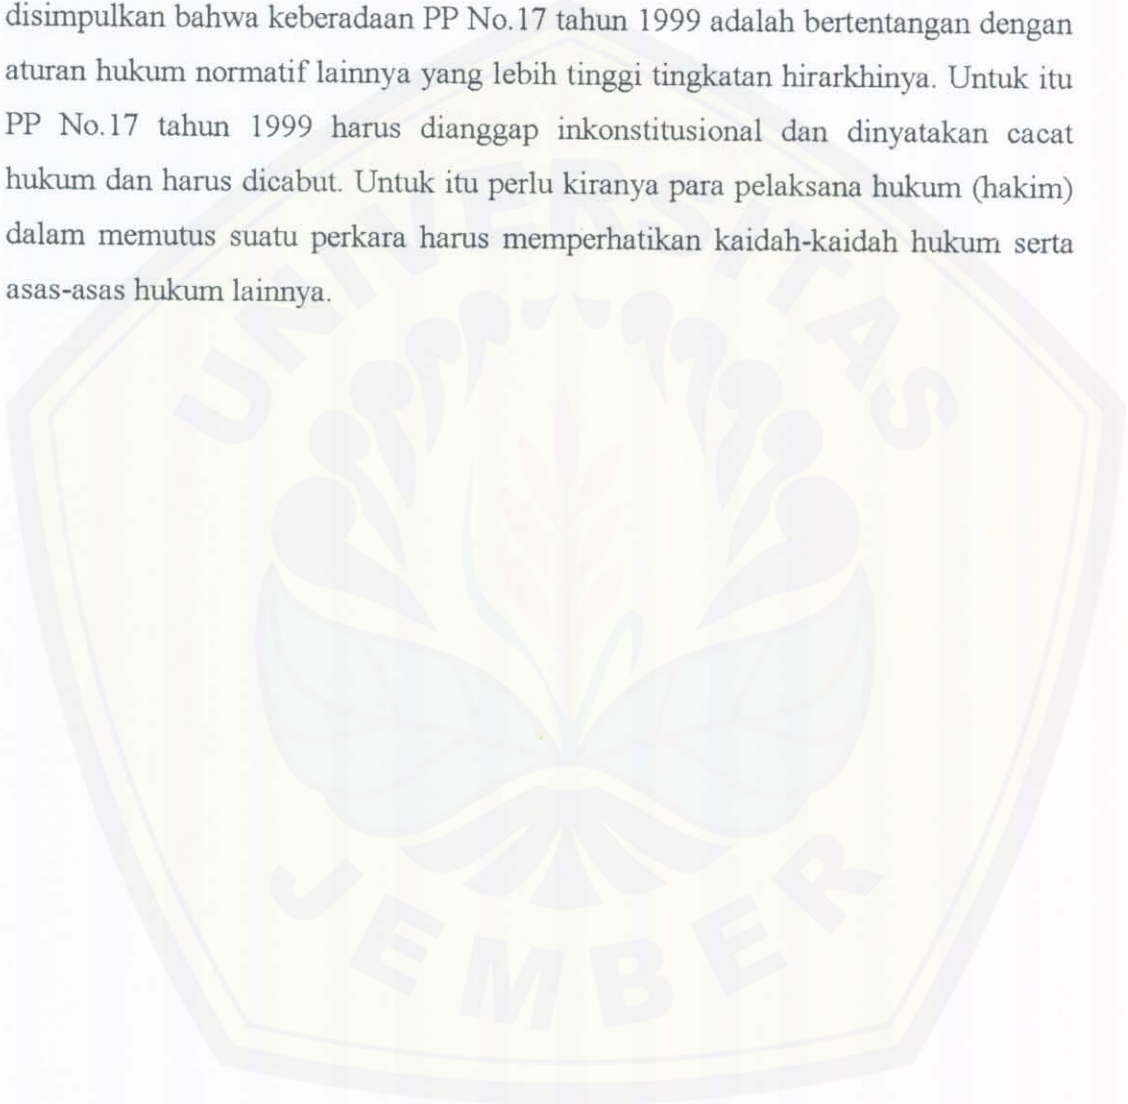 disimpulkan bahwa keberadaan PP No.17 tahun 1999 adalah bertentangan dengan
aturan hukum normatif lainnya yang lebih tinggi tingkatan hirarkhinya. Untuk itu
PP No.17 tahun 1999 harus dianggap inkonstitusional dan dinyatakan cacat
hukum dan harus dicabut. Untuk itu perlu kiranya para pelaksana hukum (hakim)
dalam memutus suatu perkara harus memperhatikan kaidah-kaidah hukum serta
asas-asas hukum lainnya.
UNIVERSITAS
JEMBER